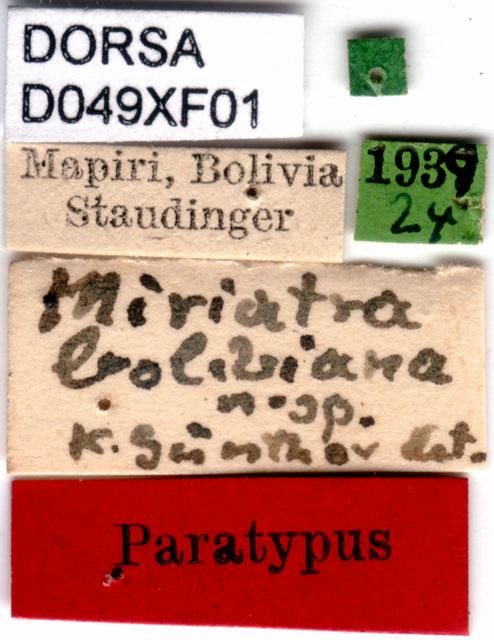 DORSA
D049XF01
Mapiri, Bolivia
Staudinger
1939
24
Miriatra
boliviana
n. sp.
K. Günther det.
Paratypus